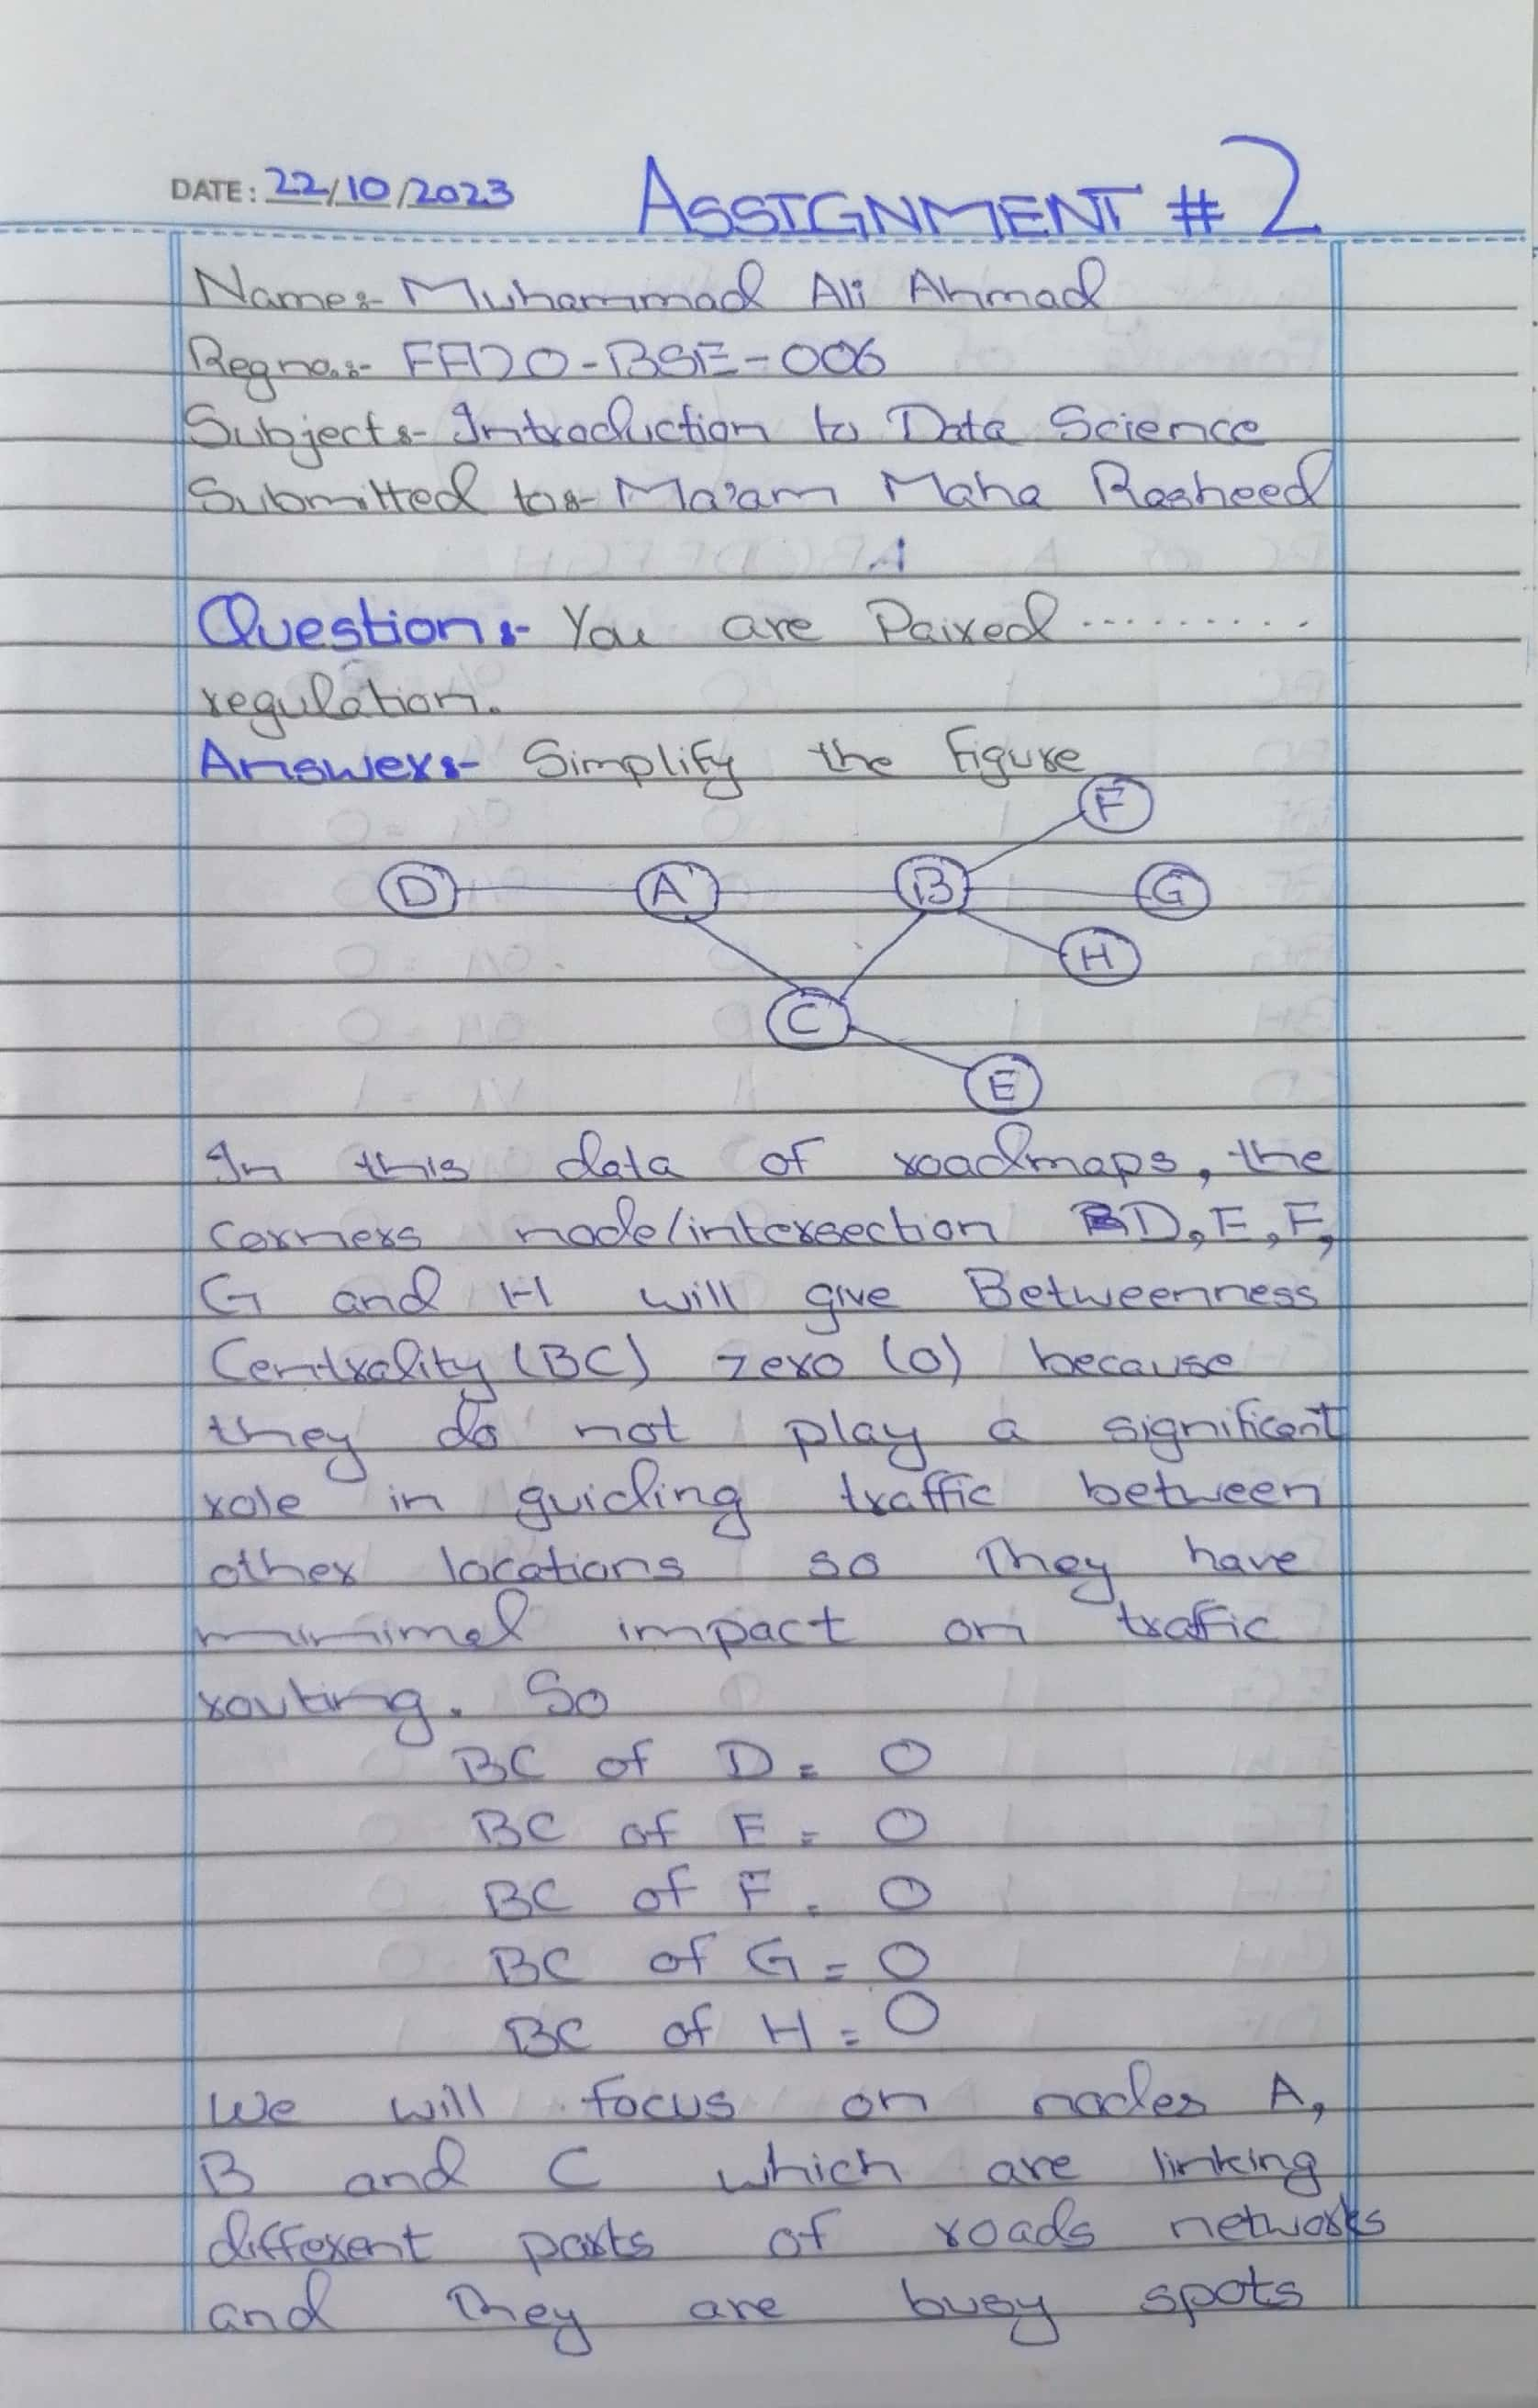 DATE: 22/10/2023 ASSIGNMENT # 2
Name:- Muhammad Ali Ahmad
Regno.:- FA20-BSE-006
Subject:- Introduction to Data Science
Submitted to:- Ma'am Maha Rasheed
Question:- You are Paired .........
regulation.
Answer:- Simplify the figure
F
D A B G
H
C
E
In this data of roadmaps, the
corners node/intersection D, E, F,
G and H will give Betweenness
Centrality (BC) zero (0) because
they do not play a significant
role in guiding traffic between
other locations so they have
minimal impact on traffic
routing. So
BC of D = 0
BC of E = 0
BC of F = 0
BC of G = 0
BC of H = 0
We will focus on nodes A,
B and C which are linking
different parts of roads networks
and they are busy spots